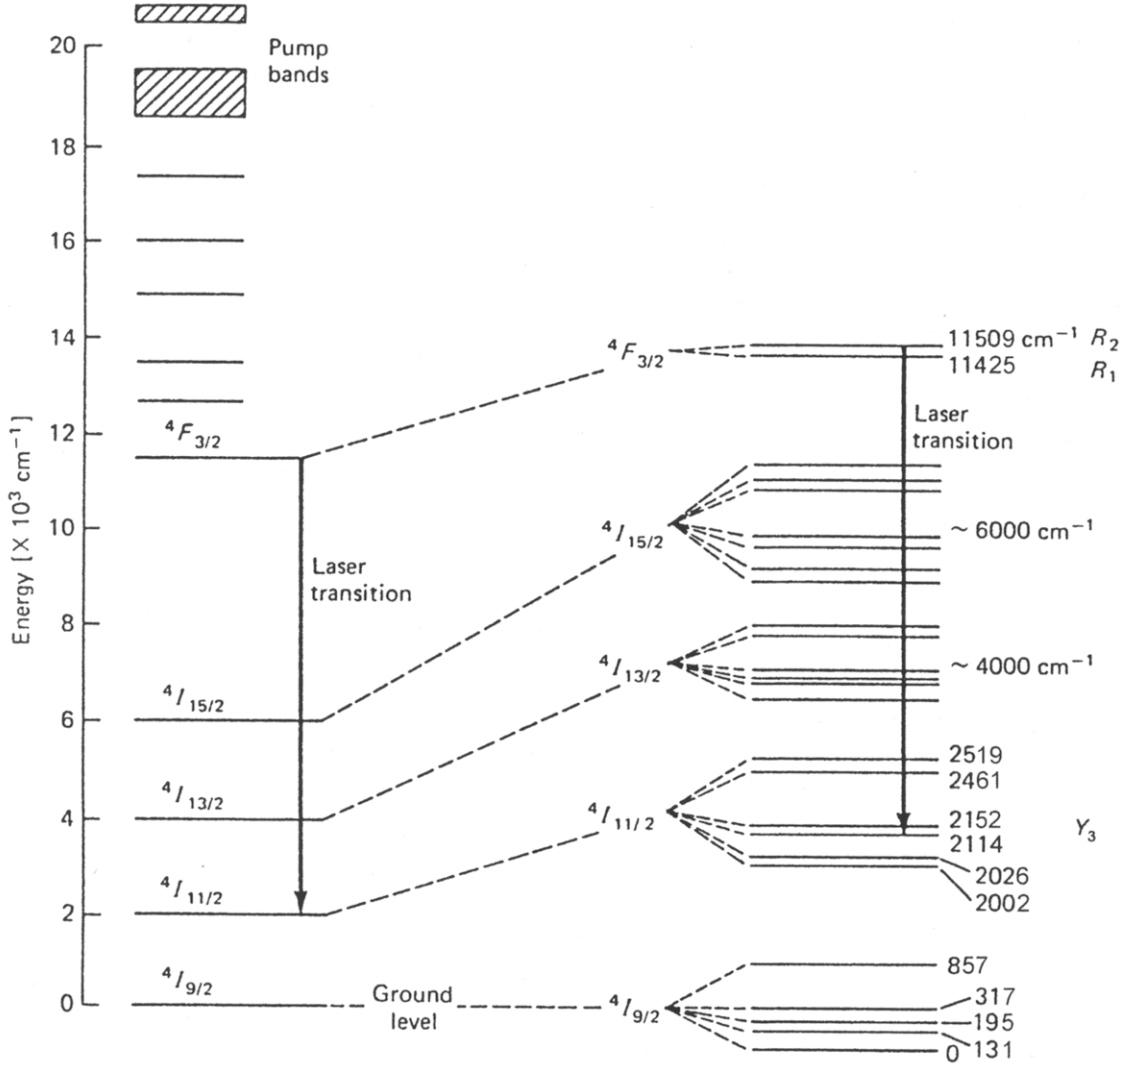 20
Pump
bands
18
16
14
12
10
8
6
4
2
0
Energy [X 10³ cm⁻¹]
⁴F₃/₂
Laser
transition
⁴I₁₅/₂
⁴I₁₃/₂
⁴I₁₁/₂
⁴I₉/₂
Ground
level
⁴F₃/₂
⁴I₁₅/₂
⁴I₁₃/₂
⁴I₁₁/₂
⁴I₉/₂
11509 cm⁻¹ R₂
11425 R₁
Laser
transition
~ 6000 cm⁻¹
~ 4000 cm⁻¹
2519
2461
2152
Y₃
2114
2026
2002
857
317
195
131
0